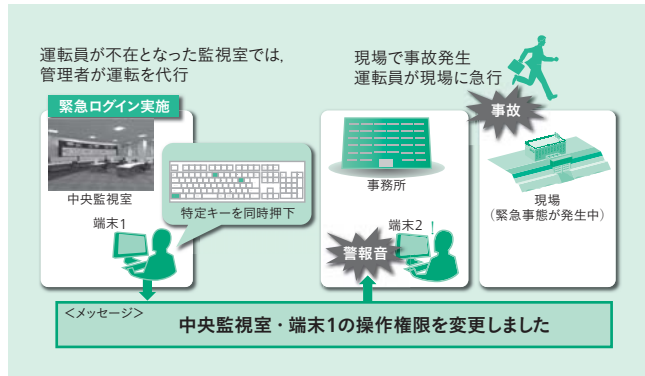 運転員が不在となった監視室では,
管理者が運転を代行
現場で事故発生
運転員が現場に急行
緊急ログイン実施
事故
中央監視室
端末1
特定キーを同時押下
事務所
端末2
!
警報音
現場
（緊急事態が発生中）
＜メッセージ＞
中央監視室・端末1の操作権限を変更しました